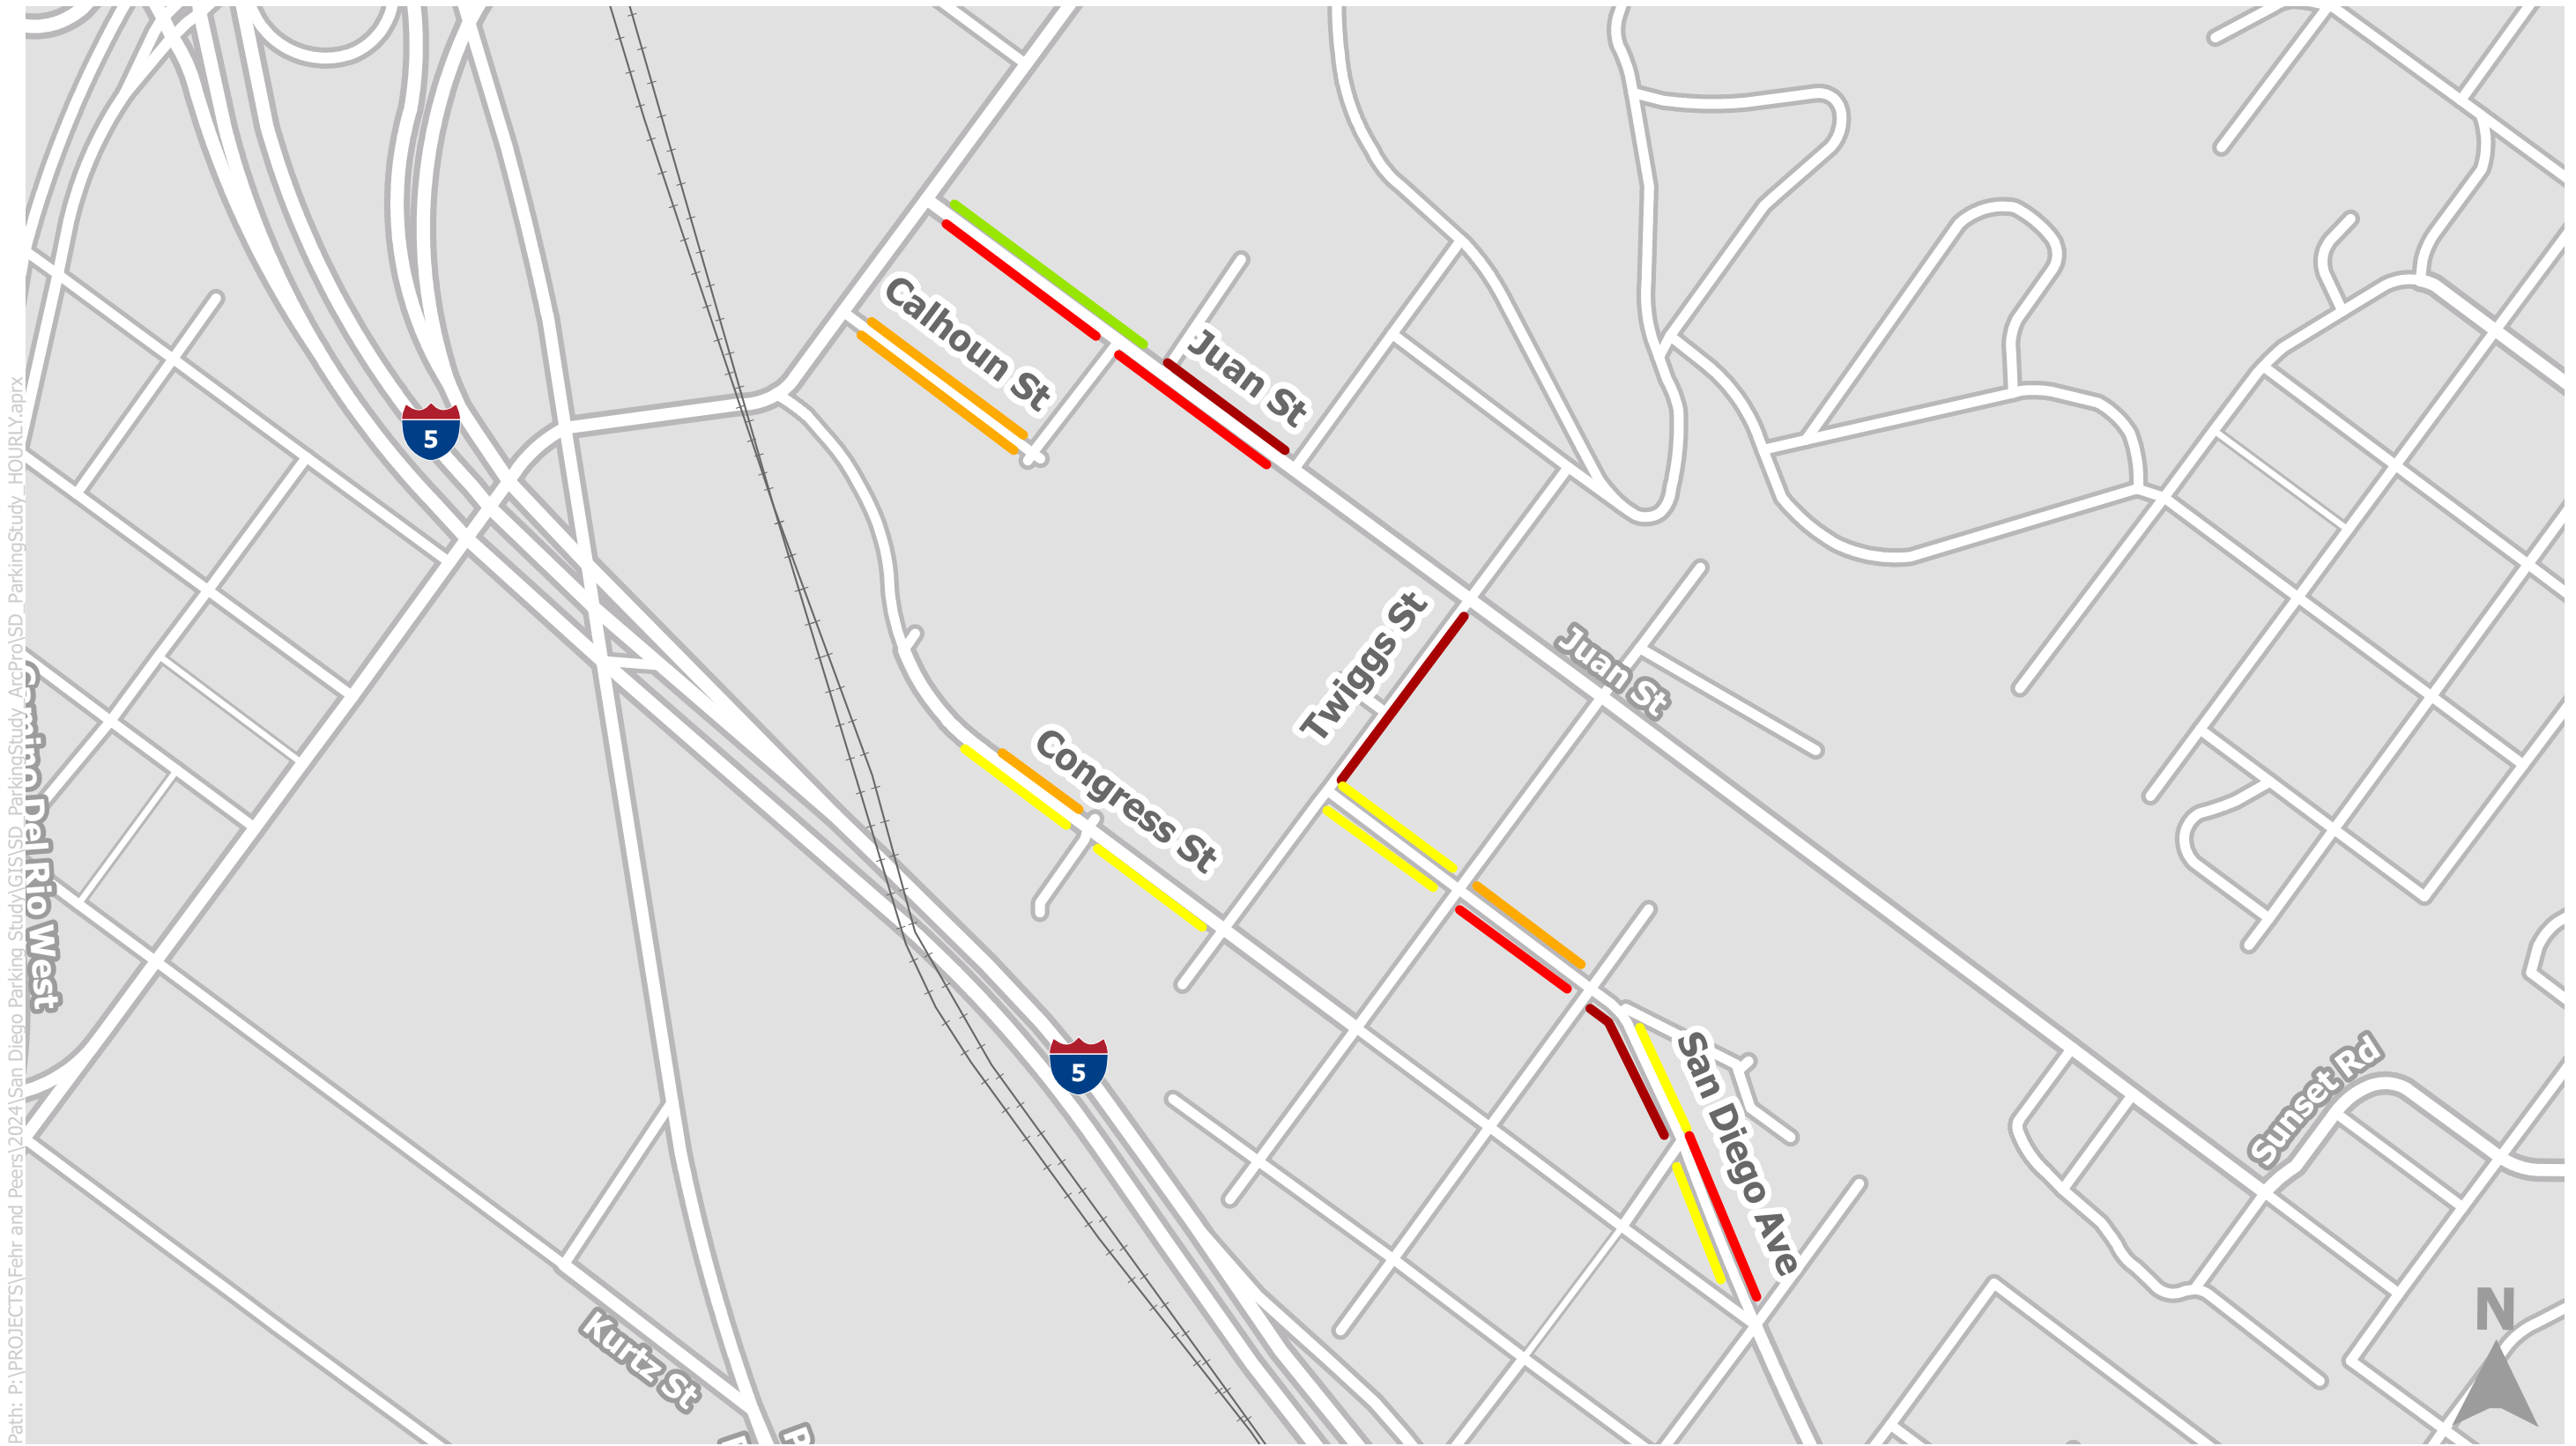 Calhoun St
Juan St
5
Twiggs St
Juan St
Congress St
Camino Del Rio West
5
San Diego Ave
Sunset Rd
Kurtz St
N
Path: P:\PROJECTS\Fehr and Peers\2024\San Diego Parking Study\GIS\SD_ParkingStudy_ArcPro\SD_ParkingStudy_HOURLY.aprx